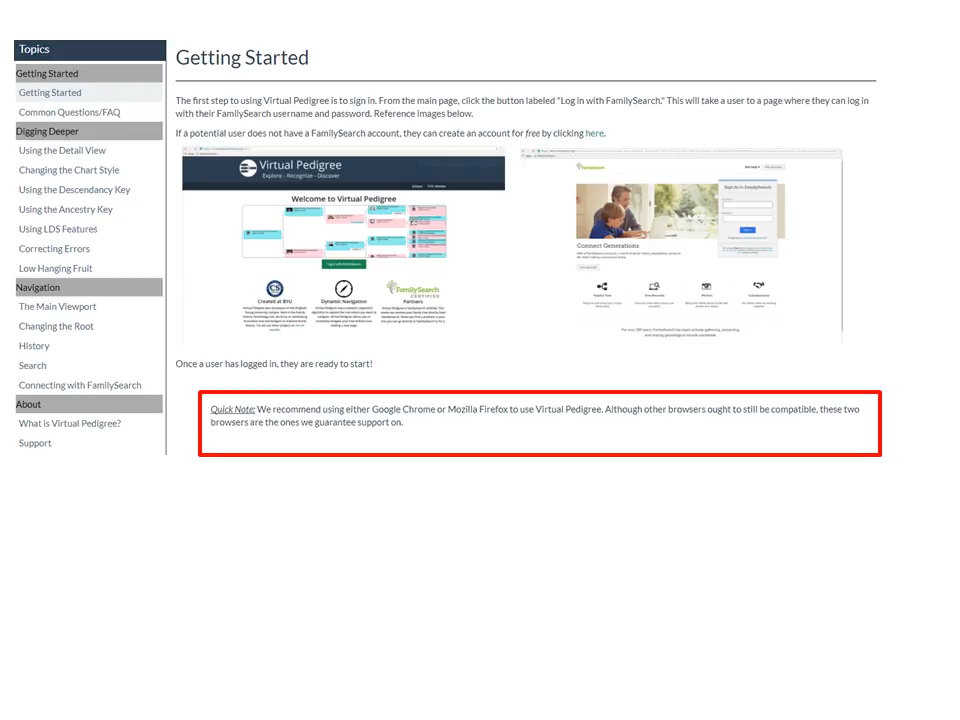 Topics
Getting Started
Getting Started
Common Questions/FAQ
Digging Deeper
Using the Detail View
Changing the Chart Style
Using the Descendancy Key
Using the Ancestry Key
Using LDS Features
Correcting Errors
Low Hanging Fruit
Navigation
The Main Viewport
Changing the Root
History
Search
Connecting with FamilySearch
About
What is Virtual Pedigree?
Support
Getting Started
The first step to using Virtual Pedigree is to sign in. From the main page, click the button labeled "Log in with FamilySearch." This will take a user to a page where they can log in
with their FamilySearch username and password. Reference images below.
If a potential user does not have a FamilySearch account, they can create an account for free by clicking here.
Virtual Pedigree
Explore - Recognize - Discover
Welcome to Virtual Pedigree
CS
FamilySearch
CERTIFIED
Created at BYU
Dynamic Navigation
Partners
FamilySearch
Sign In to FamilySearch
Connect Generations
Once a user has logged in, they are ready to start!
Quick Note: We recommend using either Google Chrome or Mozilla Firefox to use Virtual Pedigree. Although other browsers ought to still be compatible, these two
browsers are the ones we guarantee support on.